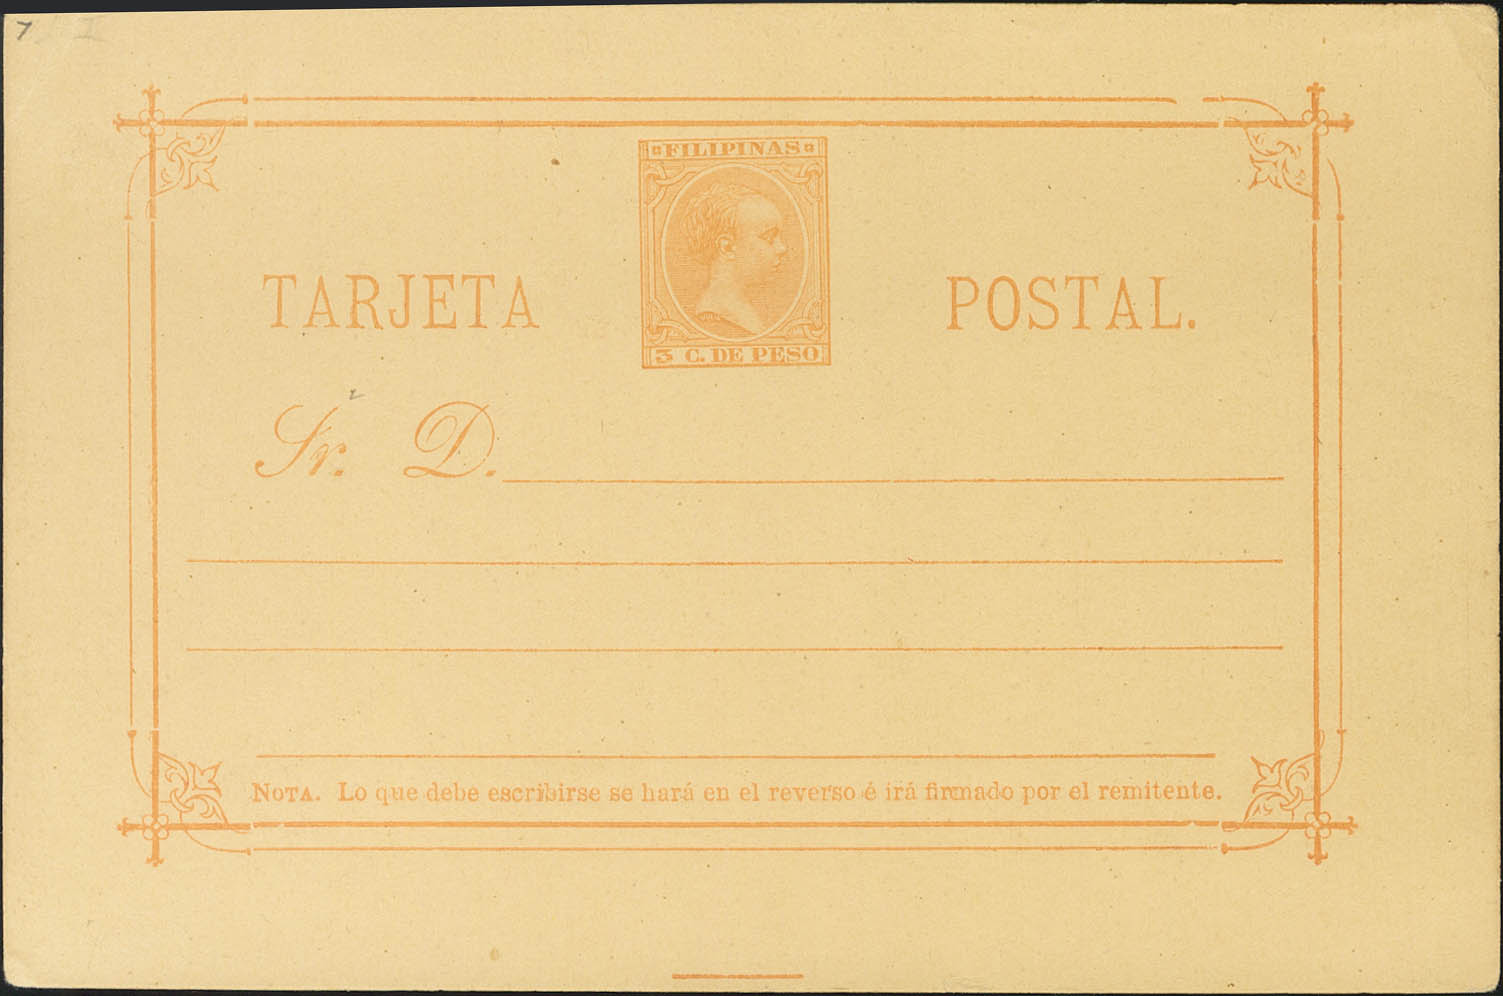 FILIPINAS
TARJETA POSTAL.
3 C. DE PESO
Sr. D.
NOTA. Lo que debe escribirse se hará en el reverso é irá firmado por el remitente.